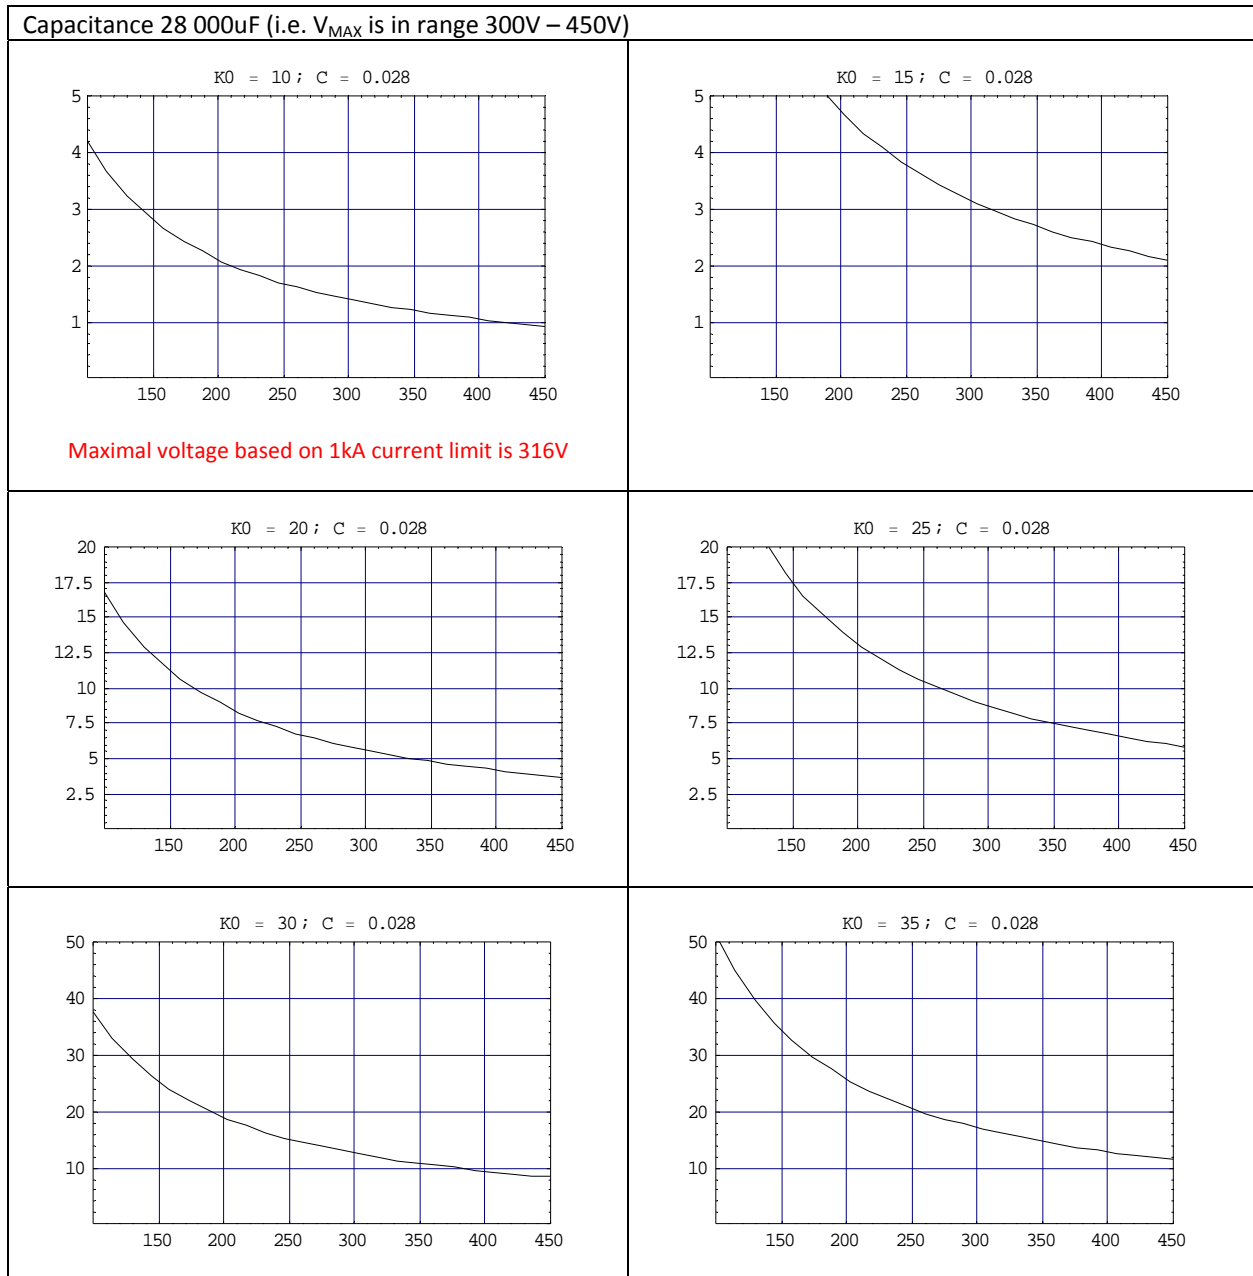 Capacitance 28 000uF (i.e. VMAX is in range 300V – 450V)
K0 = 10; C = 0.028
5
4
3
2
1
150 200 250 300 350 400 450
Maximal voltage based on 1kA current limit is 316V
K0 = 15; C = 0.028
5
4
3
2
1
150 200 250 300 350 400 450
K0 = 20; C = 0.028
20
17.5
15
12.5
10
7.5
5
2.5
150 200 250 300 350 400 450
K0 = 25; C = 0.028
20
17.5
15
12.5
10
7.5
5
2.5
150 200 250 300 350 400 450
K0 = 30; C = 0.028
50
40
30
20
10
150 200 250 300 350 400 450
K0 = 35; C = 0.028
50
40
30
20
10
150 200 250 300 350 400 450